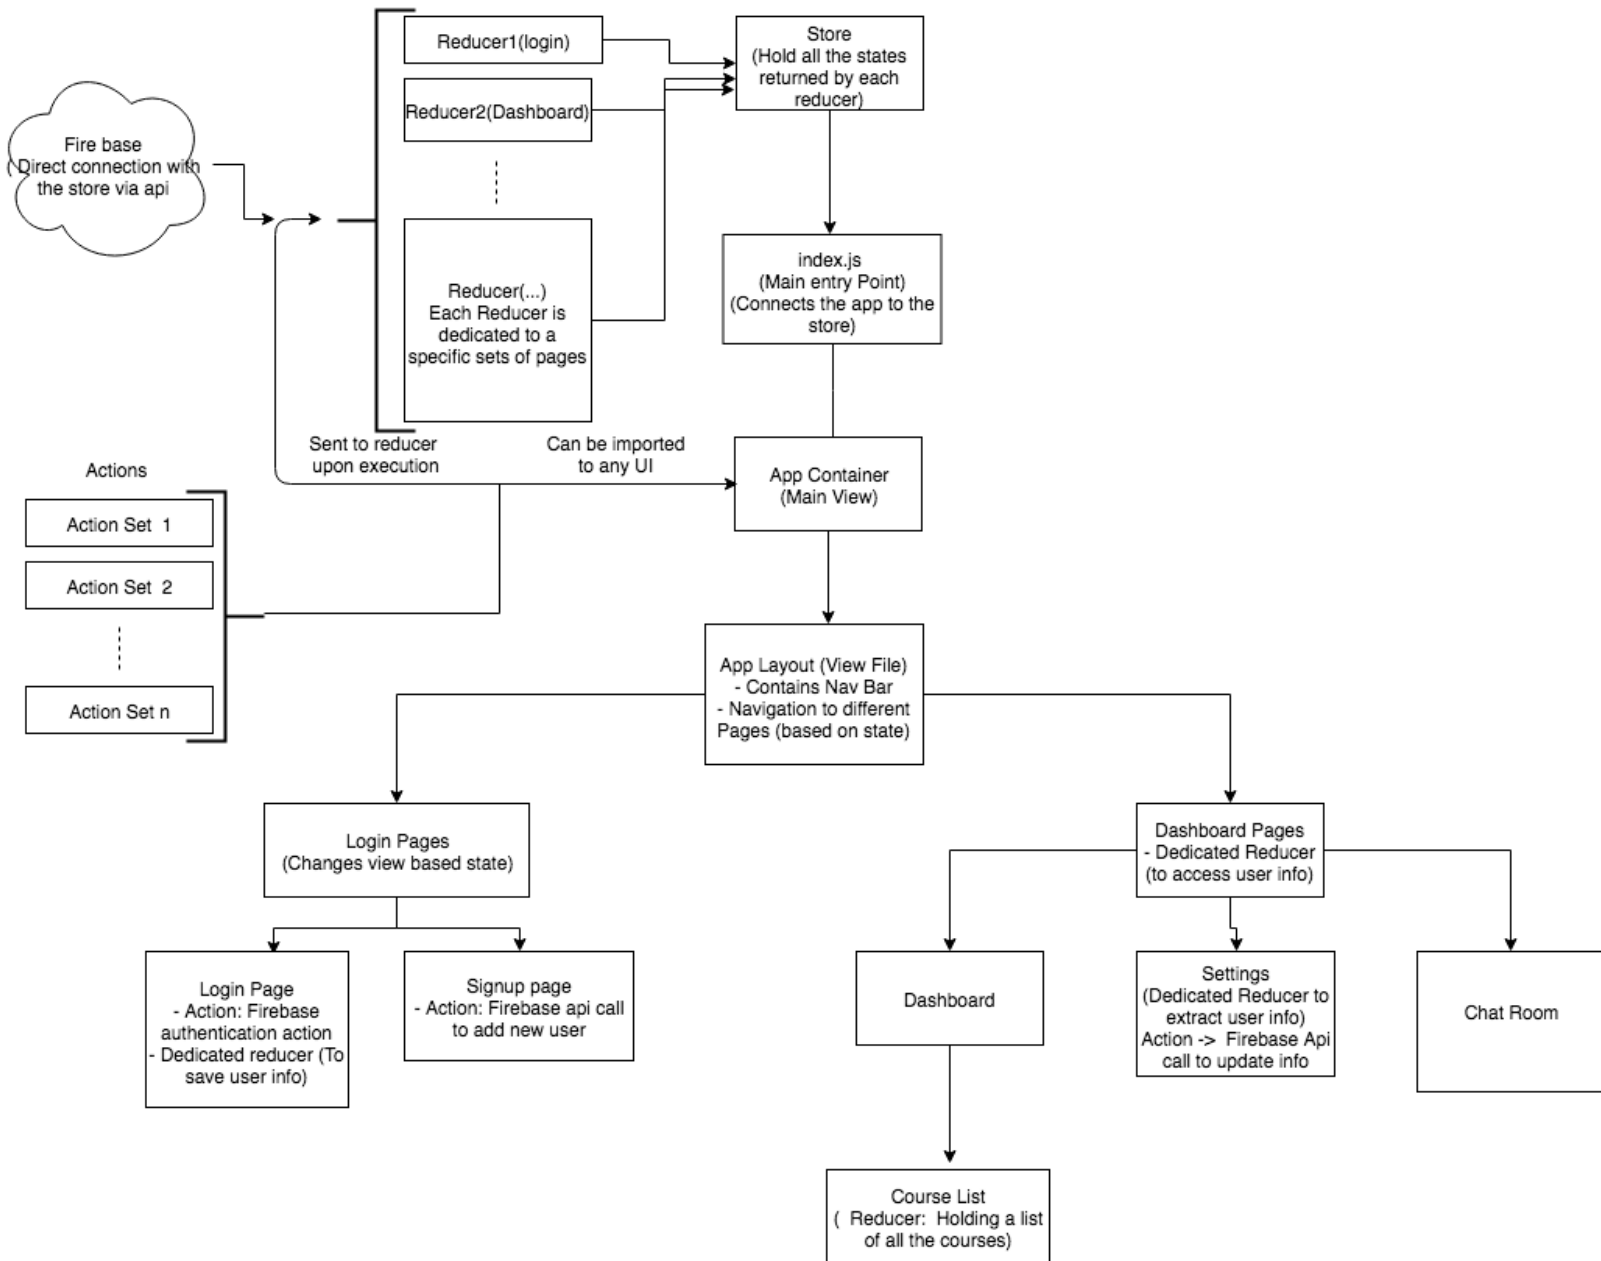 Reducer1(login)
Store
(Hold all the states
returned by each
reducer)
Reducer2(Dashboard)
Fire base
( Direct connection with
the store via api
Reducer(...)
Each Reducer is
dedicated to a
specific sets of pages
index.js
(Main entry Point)
(Connects the app to the
store)
Sent to reducer
upon execution
Can be imported
to any UI
Actions
Action Set 1
Action Set 2
Action Set n
App Container
(Main View)
App Layout (View File)
- Contains Nav Bar
- Navigation to different
Pages (based on state)
Login Pages
(Changes view based state)
Dashboard Pages
- Dedicated Reducer
(to access user info)
Login Page
- Action: Firebase
authentication action
- Dedicated reducer (To
save user info)
Signup page
- Action: Firebase api call
to add new user
Dashboard
Settings
(Dedicated Reducer to
extract user info)
Action -> Firebase Api
call to update info
Chat Room
Course List
( Reducer: Holding a list
of all the courses)